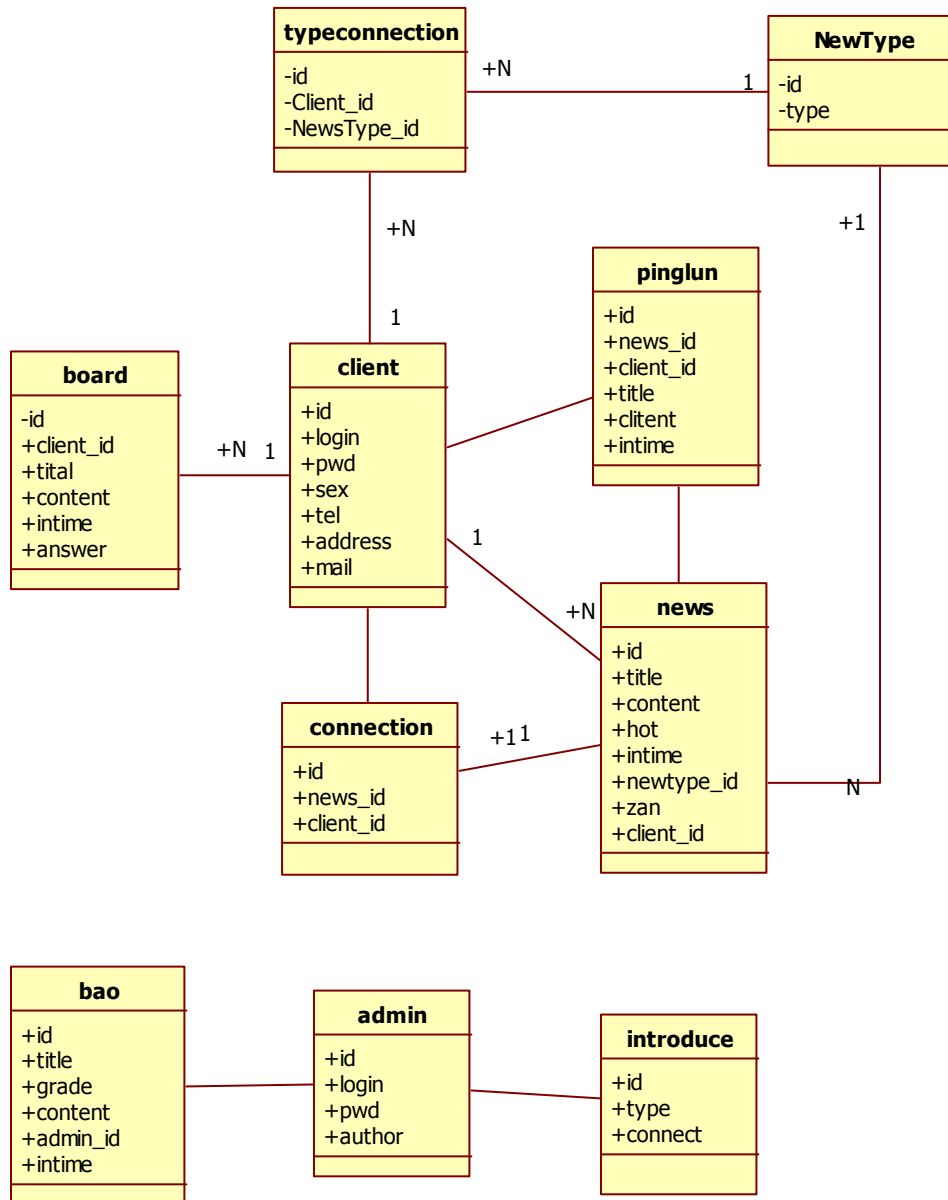 typeconnection
-id
-Client_id
-NewsType_id
+N
1
NewType
-id
-type
+N
1
+1
pinglun
+id
+news_id
+client_id
+title
+clitent
+intime
board
-id
+client_id
+tital
+content
+intime
+answer
+N
1
client
+id
+login
+pwd
+sex
+tel
+address
+mail
1
+N
news
+id
+title
+content
+hot
+intime
+newtype_id
+zan
+client_id
N
connection
+id
+news_id
+client_id
+1
1
bao
+id
+title
+grade
+content
+admin_id
+intime
admin
+id
+login
+pwd
+author
introduce
+id
+type
+connect